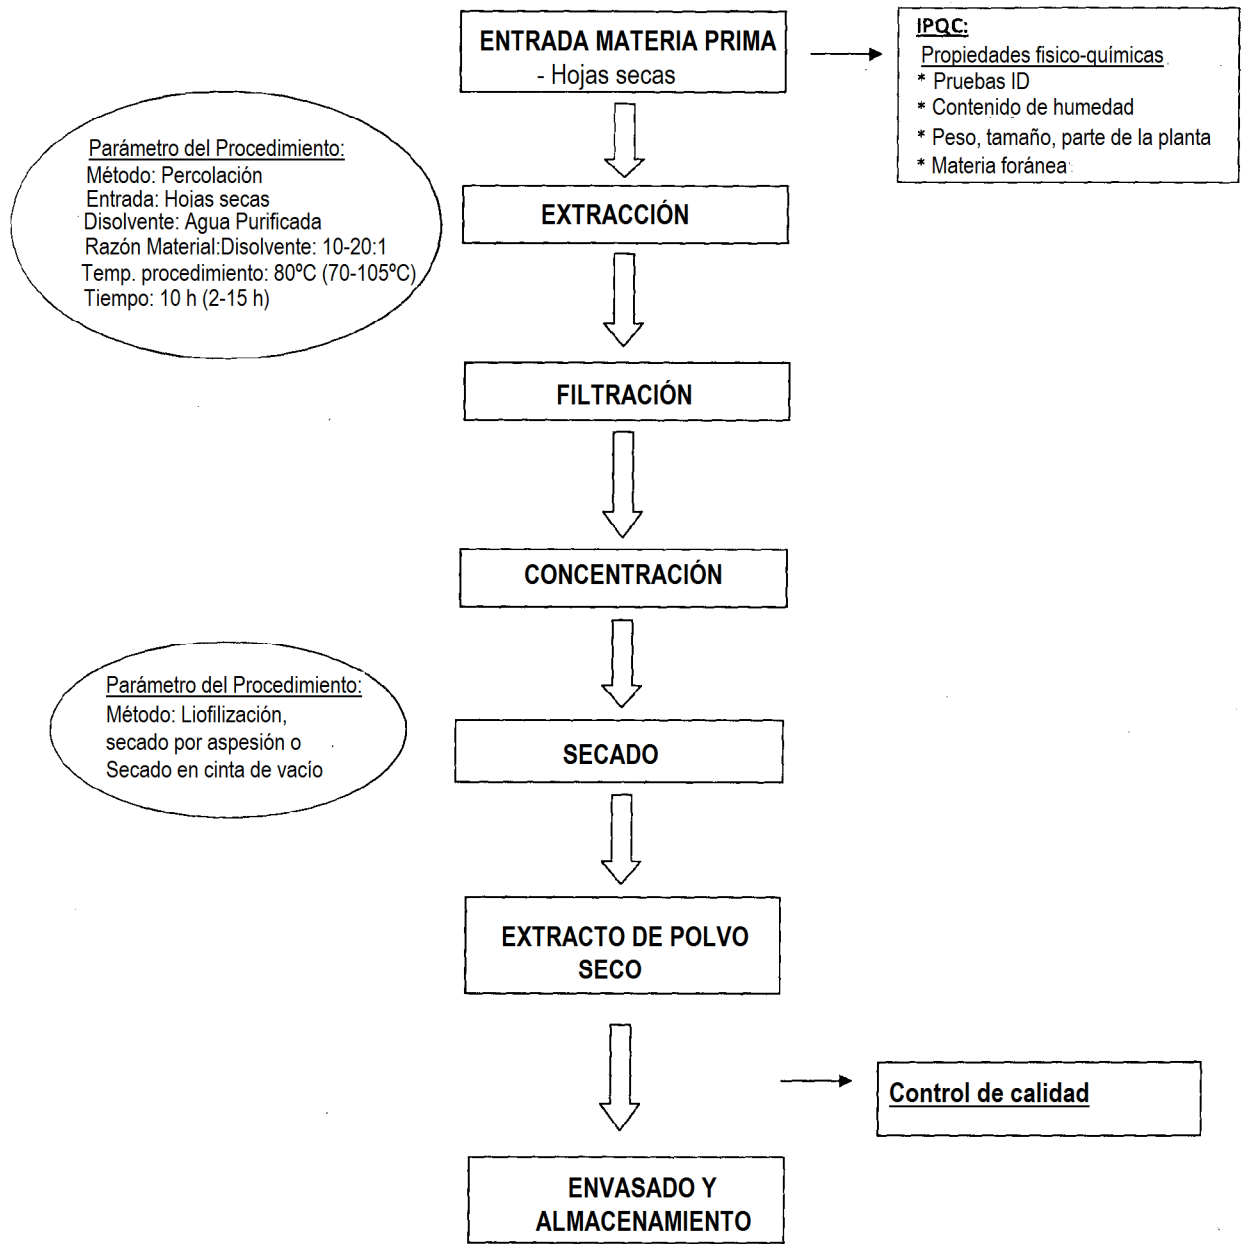 ENTRADA MATERIA PRIMA
- Hojas secas
IPQC:
Propiedades fisico-químicas
* Pruebas ID
* Contenido de humedad
* Peso, tamaño, parte de la planta
* Materia foránea
Parámetro del Procedimiento:
Método: Percolación
Entrada: Hojas secas
Disolvente: Agua Purificada
Razón Material:Disolvente: 10-20:1
Temp. procedimiento: 80ºC (70-105ºC)
Tiempo: 10 h (2-15 h)
EXTRACCIÓN
FILTRACIÓN
CONCENTRACIÓN
Parámetro del Procedimiento:
Método: Liofilización,
secado por aspesión o
Secado en cinta de vacío
SECADO
EXTRACTO DE POLVO
SECO
Control de calidad
ENVASADO Y
ALMACENAMIENTO